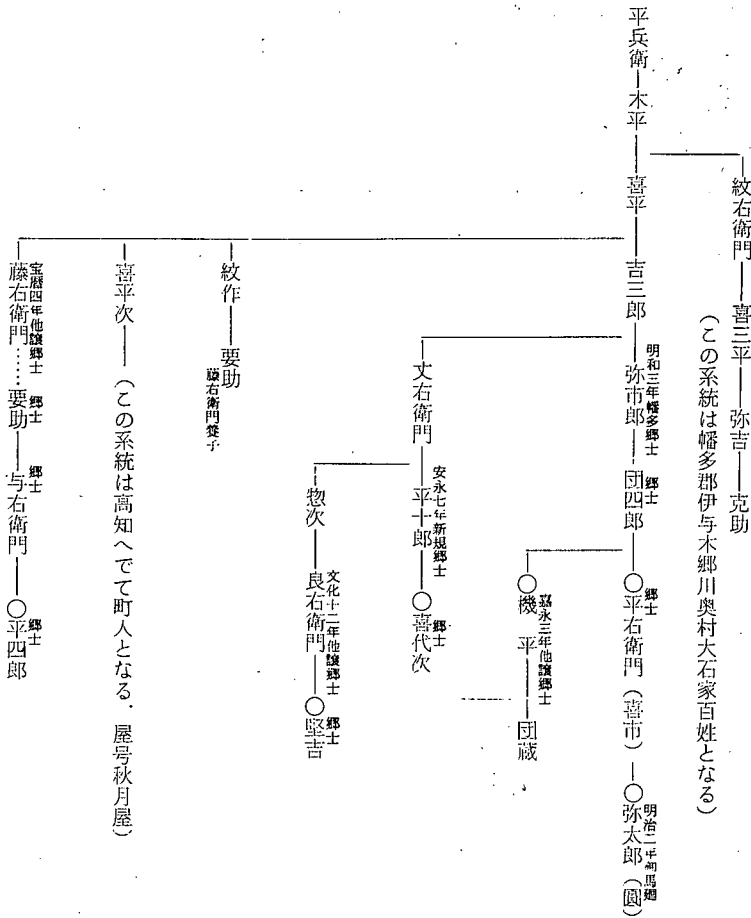 紋右衛門――喜三平――弥吉――克助
（この系統は幡多郡伊与木郷川奥村大石家百姓となる）
平兵衛―木平――喜平――吉三郎――弥市郎――団四郎――○平右衛門（喜市）―○弥太郎（圓）
明和三年幡多郷士
郷士
郷士
明治二年 馬廻
○機　平――団蔵
嘉永三年他譲郷士
丈右衛門――平十郎――○喜代次
安永七年新規郷士
郷士
惣次――良右衛門――○堅吉
文化十二年他譲郷士
郷士
紋作――要助
藤右衛門養子
喜平次――（この系統は高知へでて町人となる．屋号秋月屋）
藤右衛門……要助――与右衛門――○平四郎
宝暦四年他譲郷士
郷士
郷士
郷士